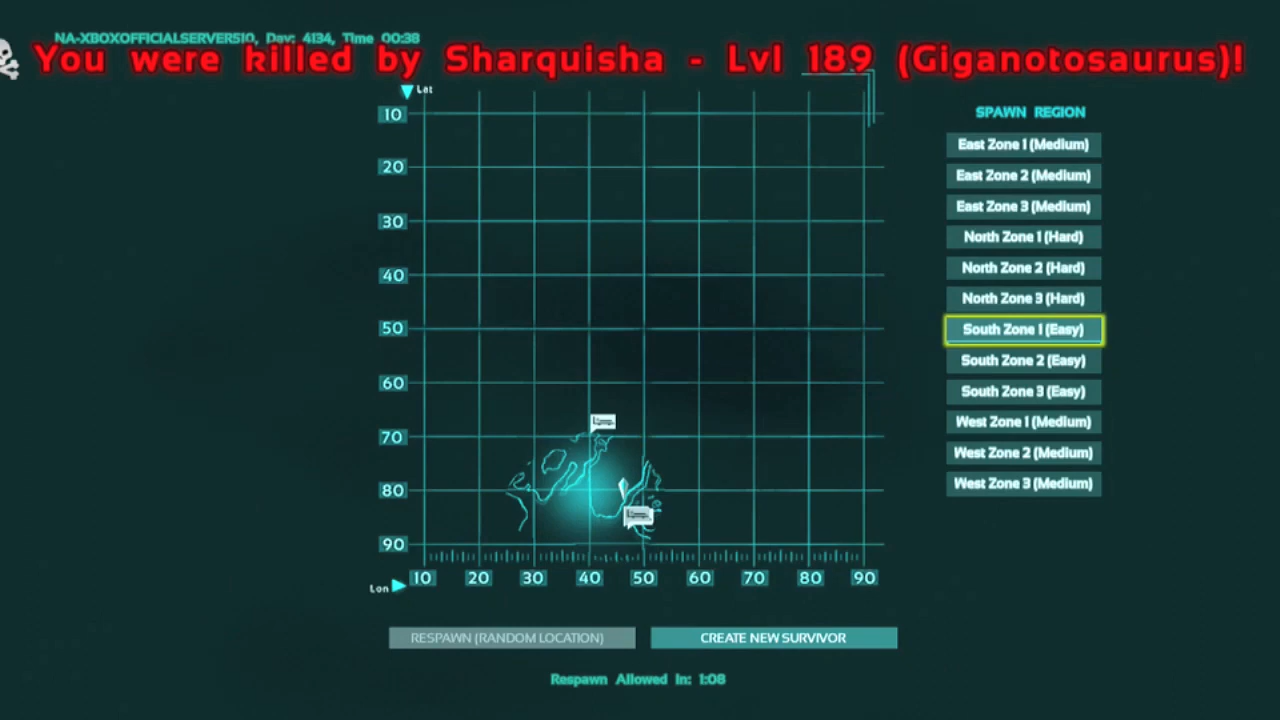 NA-XBOXOFFICIALSERVER510, Day: 4134, Time 00:38
You were killed by Sharquisha - Lvl 189 (Giganotosaurus)!
Lat
10
20
30
40
50
60
70
80
90
Lon
10 20 30 40 50 60 70 80 90
SPAWN REGION
East Zone 1 (Medium)
East Zone 2 (Medium)
East Zone 3 (Medium)
North Zone 1 (Hard)
North Zone 2 (Hard)
North Zone 3 (Hard)
South Zone 1 (Easy)
South Zone 2 (Easy)
South Zone 3 (Easy)
West Zone 1 (Medium)
West Zone 2 (Medium)
West Zone 3 (Medium)
RESPAWN (RANDOM LOCATION)
CREATE NEW SURVIVOR
Respawn Allowed In: 1:08